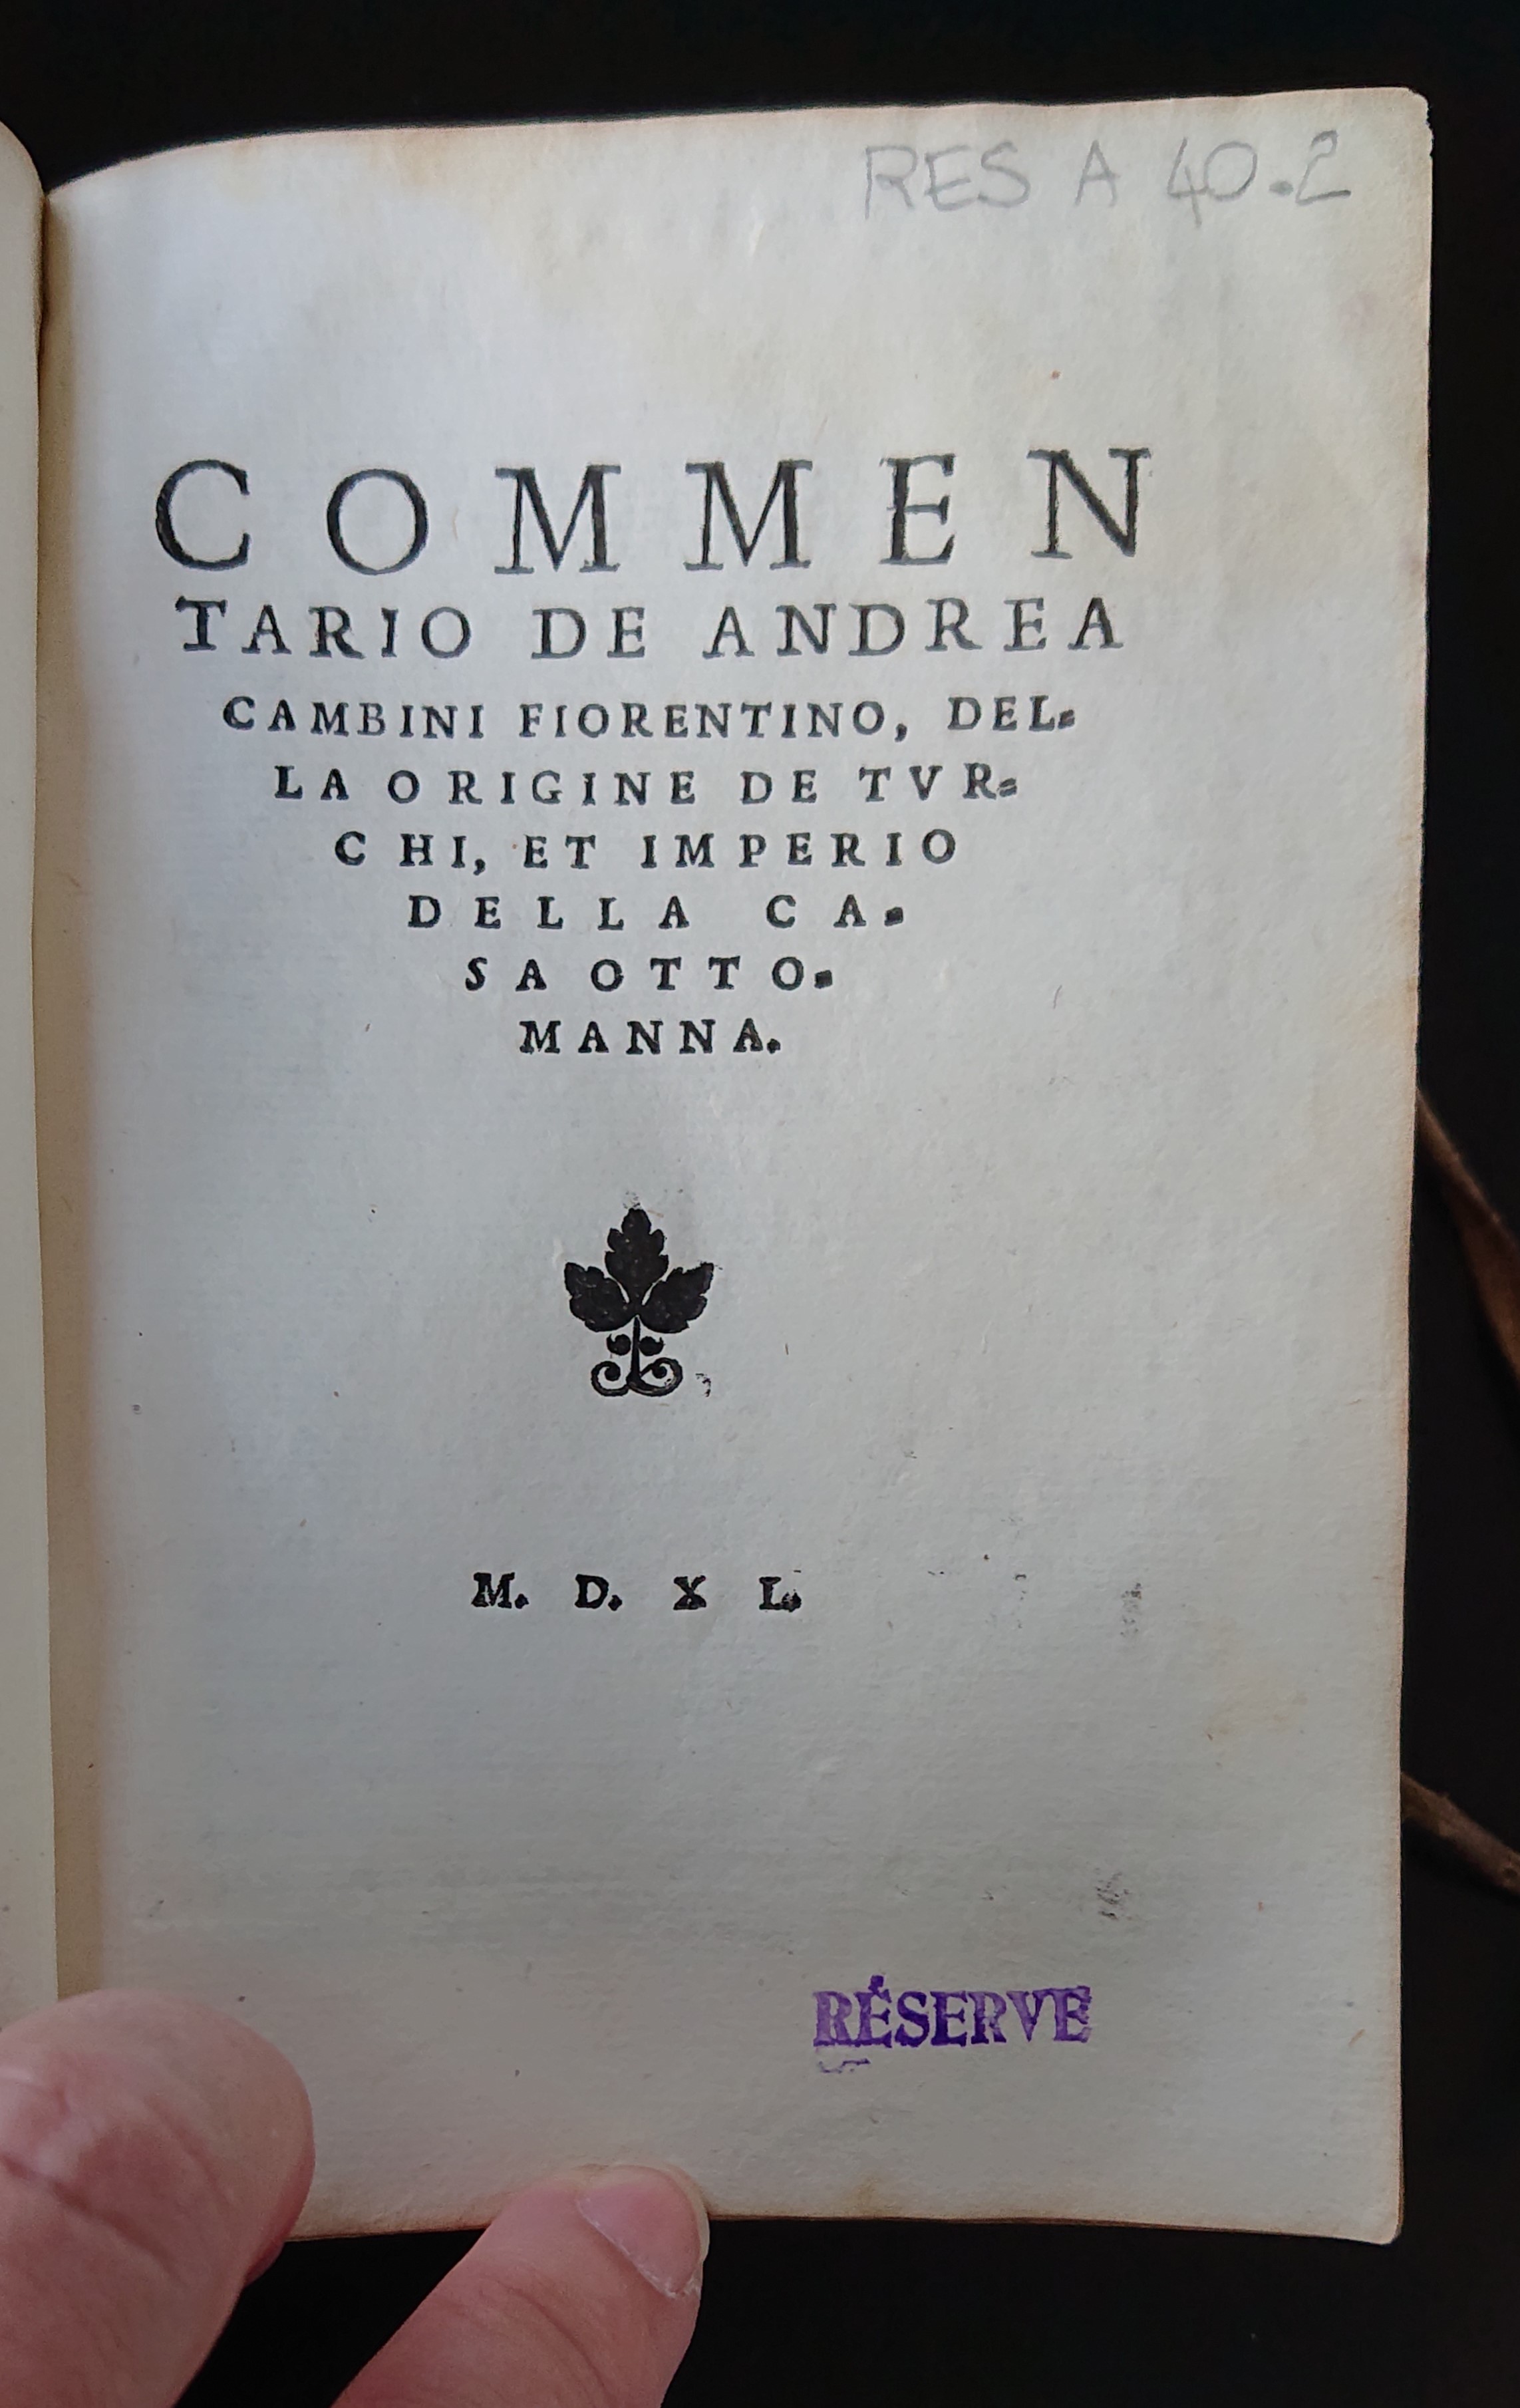 RES A 40.2
COMMEN
TARIO DE ANDREA
CAMBINI FIORENTINO, DEL=
LA ORIGINE DE TVR=
CHI, ET IMPERIO
DELLA CA=
SA OTTO=
MANNA.
M. D. X L.
RÉSERVE